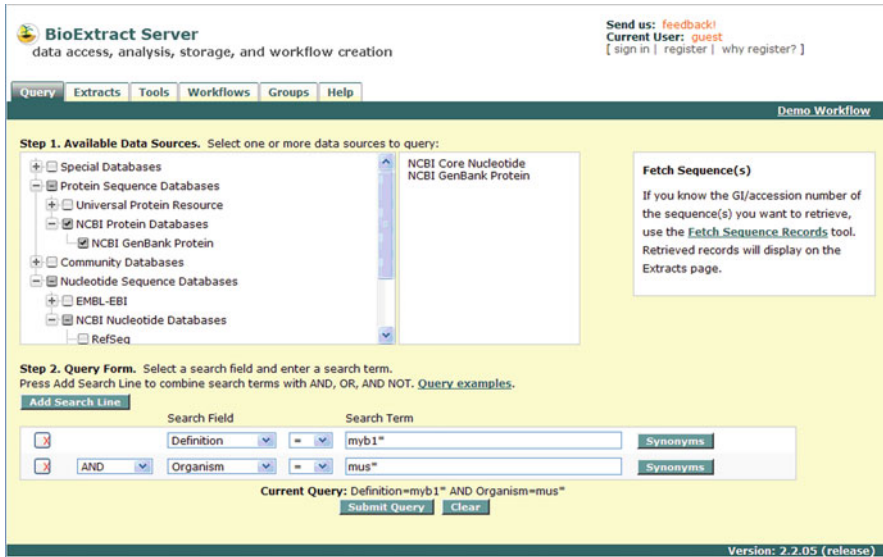 BioExtract Server
data access, analysis, storage, and workflow creation
Send us: feedback!
Current User: guest
[ sign in | register | why register? ]
Query Extracts Tools Workflows Groups Help
Demo Workflow
Step 1. Available Data Sources. Select one or more data sources to query:
Special Databases
Protein Sequence Databases
Universal Protein Resource
NCBI Protein Databases
NCBI GenBank Protein
Community Databases
Nucleotide Sequence Databases
EMBL-EBI
NCBI Nucleotide Databases
RefSeq
NCBI Core Nucleotide
NCBI GenBank Protein
Fetch Sequence(s)
If you know the GI/accession number of
the sequence(s) you want to retrieve,
use the Fetch Sequence Records tool.
Retrieved records will display on the
Extracts page.
Step 2. Query Form. Select a search field and enter a search term.
Press Add Search Line to combine search terms with AND, OR, AND NOT. Query examples.
Add Search Line
Search Field Search Term
X Definition = myb1* Synonyms
X AND Organism = mus* Synonyms
Current Query: Definition=myb1* AND Organism=mus*
Submit Query Clear
Version: 2.2.05 (release)